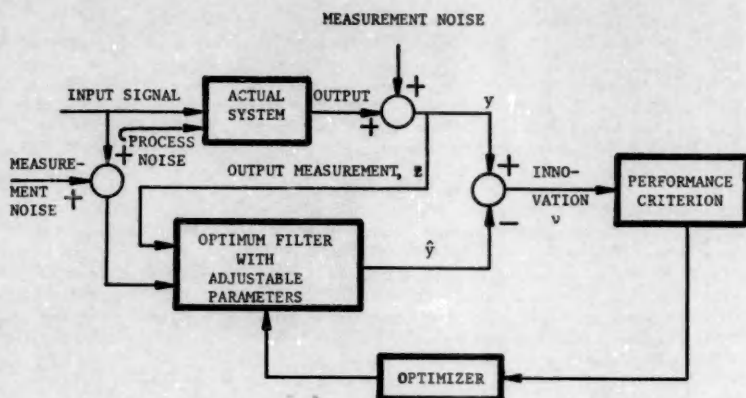 MEASUREMENT NOISE
INPUT SIGNAL
ACTUAL
SYSTEM
OUTPUT
+
+
y
+
PROCESS
NOISE
MEASURE-
MENT
NOISE
+
OUTPUT MEASUREMENT, z
+
INNO-
VATION
ν
−
PERFORMANCE
CRITERION
OPTIMUM FILTER
WITH
ADJUSTABLE
PARAMETERS
ŷ
OPTIMIZER